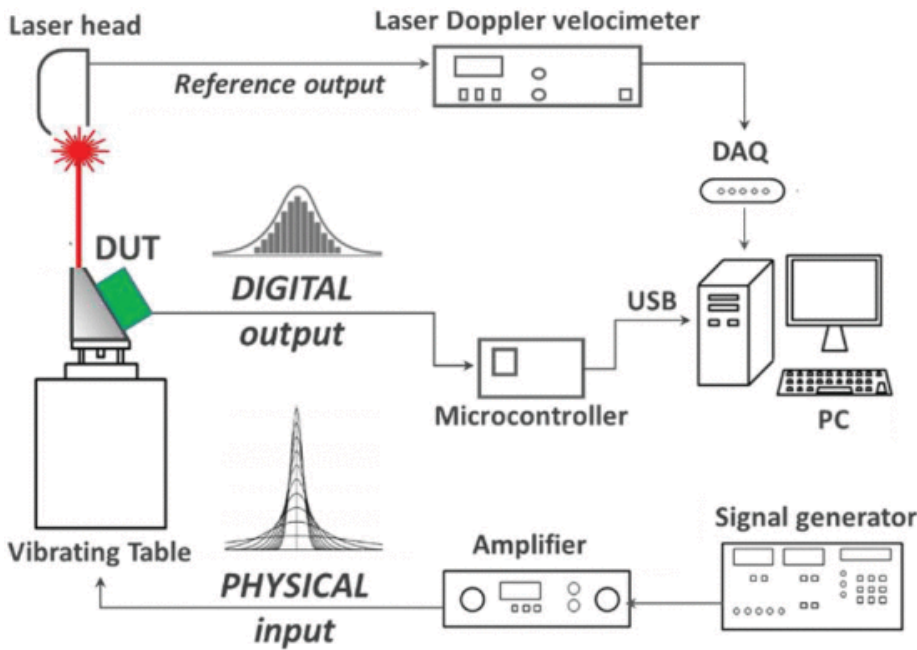 Laser head
Laser Doppler velocimeter
Reference output
DAQ
DUT
DIGITAL
output
USB
Microcontroller
PC
Signal generator
Amplifier
Vibrating Table
PHYSICAL
input